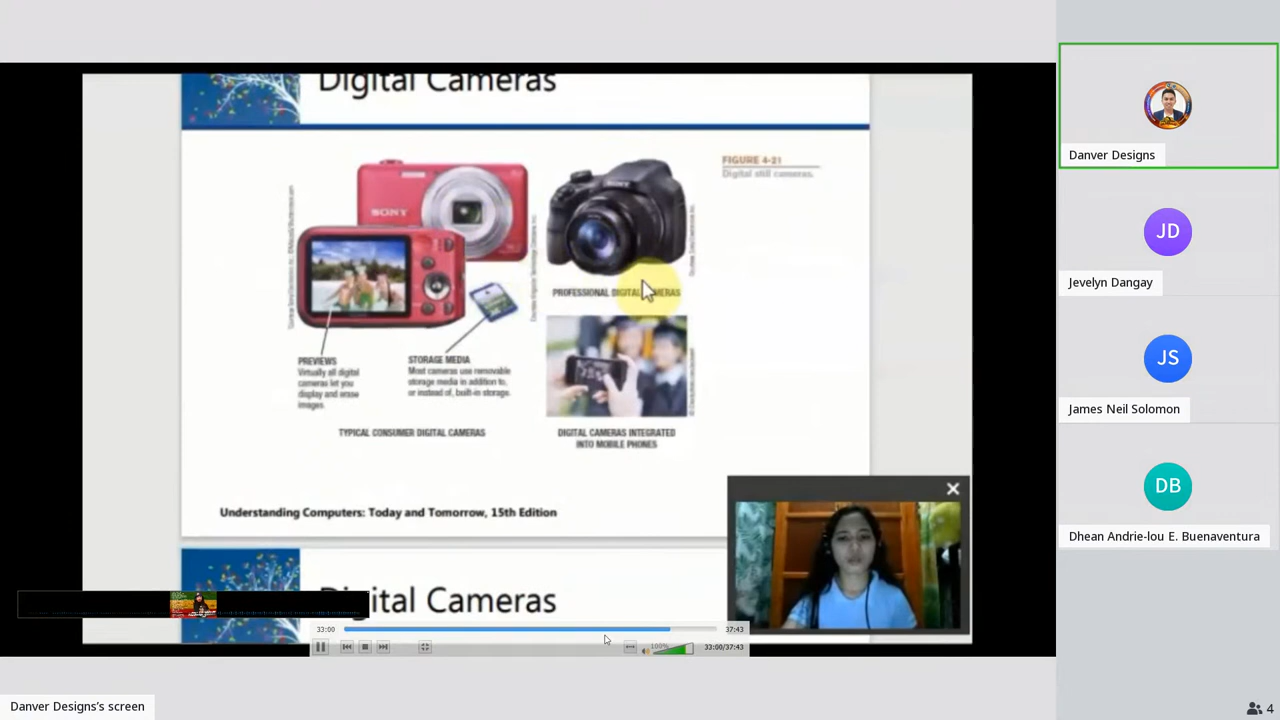 Digital Cameras
FIGURE 4-21
Digital still cameras.
SONY
SONY
PROFESSIONAL DIGITAL CAMERAS
PREVIEWS
Virtually all digital
cameras let you
display and erase
images.
STORAGE MEDIA
Most cameras use removable
storage media in addition to,
or instead of, built-in storage.
TYPICAL CONSUMER DIGITAL CAMERAS
DIGITAL CAMERAS INTEGRATED
INTO MOBILE PHONES
Understanding Computers: Today and Tomorrow, 15th Edition
Digital Cameras
33:00
37:43
100%
33:00/37:43
Danver Designs
JD
Jevelyn Dangay
JS
James Neil Solomon
DB
Dhean Andrie-lou E. Buenaventura
Danver Designs's screen
4